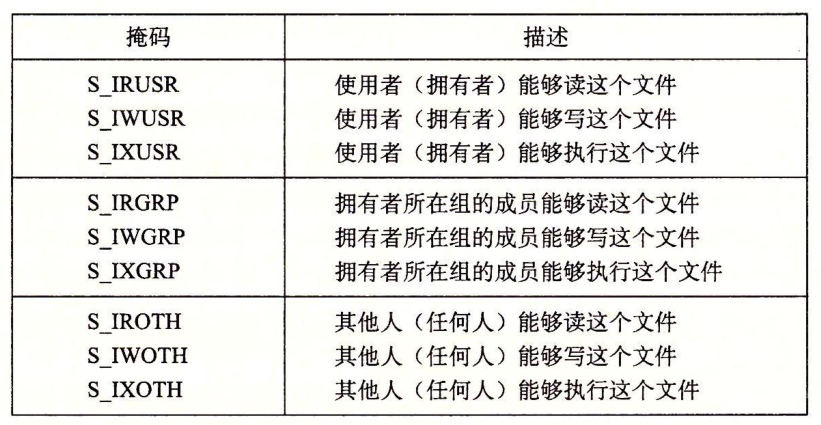 掩码 描述
S_IRUSR 使用者（拥有者）能够读这个文件
S_IWUSR 使用者（拥有者）能够写这个文件
S_IXUSR 使用者（拥有者）能够执行这个文件
S_IRGRP 拥有者所在组的成员能够读这个文件
S_IWGRP 拥有者所在组的成员能够写这个文件
S_IXGRP 拥有者所在组的成员能够执行这个文件
S_IROTH 其他人（任何人）能够读这个文件
S_IWOTH 其他人（任何人）能够写这个文件
S_IXOTH 其他人（任何人）能够执行这个文件